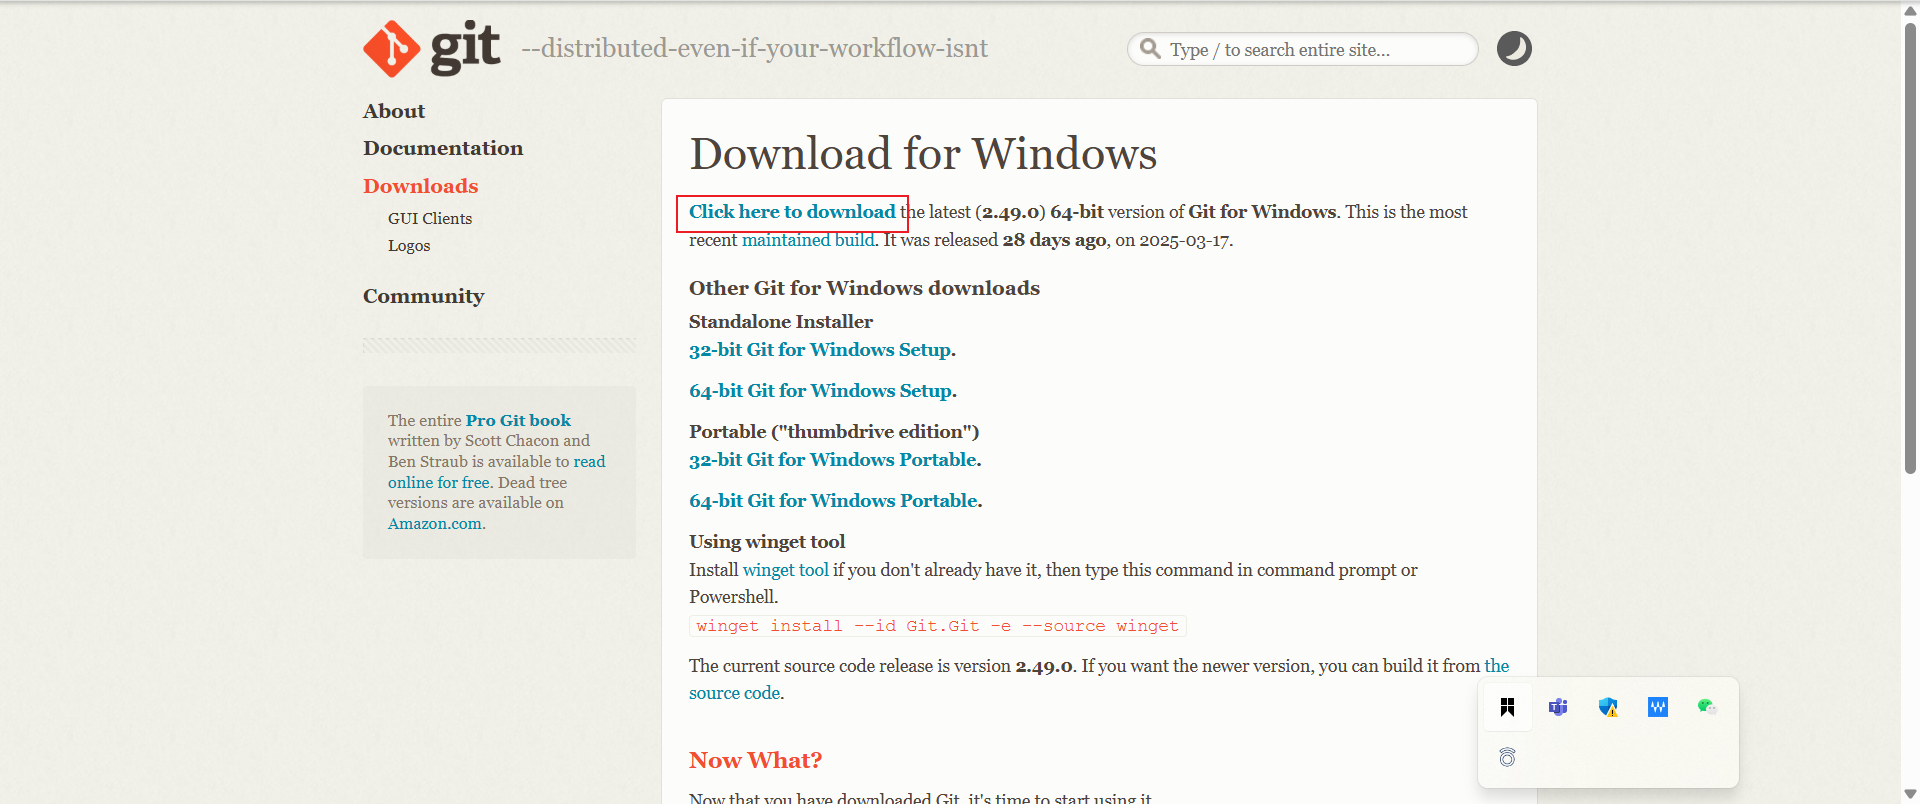 git --distributed-even-if-your-workflow-isnt
Type / to search entire site...
About
Documentation
Downloads
GUI Clients
Logos
Community
The entire Pro Git book
written by Scott Chacon and
Ben Straub is available to read
online for free. Dead tree
versions are available on
Amazon.com.
Download for Windows
Click here to download the latest (2.49.0) 64-bit version of Git for Windows. This is the most
recent maintained build. It was released 28 days ago, on 2025-03-17.
Other Git for Windows downloads
Standalone Installer
32-bit Git for Windows Setup.
64-bit Git for Windows Setup.
Portable ("thumbdrive edition")
32-bit Git for Windows Portable.
64-bit Git for Windows Portable.
Using winget tool
Install winget tool if you don't already have it, then type this command in command prompt or
Powershell.
winget install --id Git.Git -e --source winget
The current source code release is version 2.49.0. If you want the newer version, you can build it from the
source code.
Now What?
Now that you have downloaded Git, it's time to start using it.